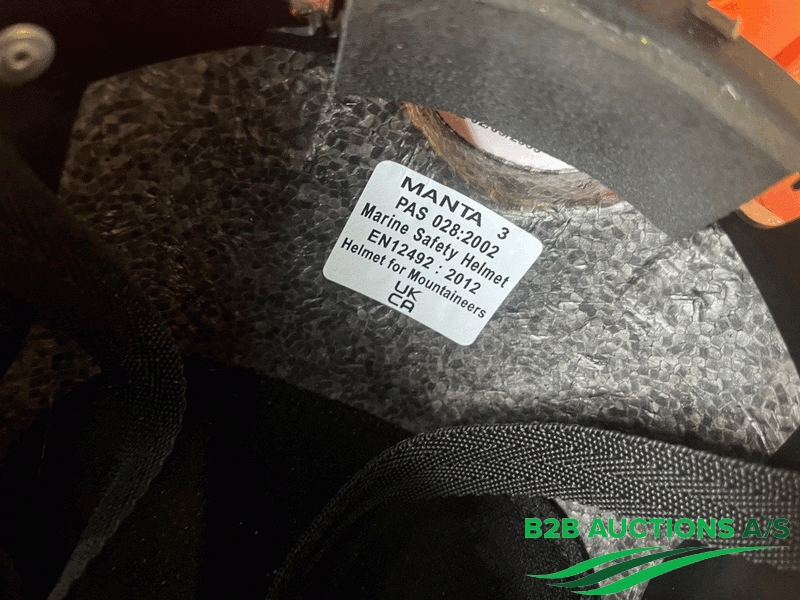 MANTA 3
PAS 028:2002
Marine Safety Helmet
EN12492 : 2012
Helmet for Mountaineers
UK
CA
B2B AUCTIONS A/S